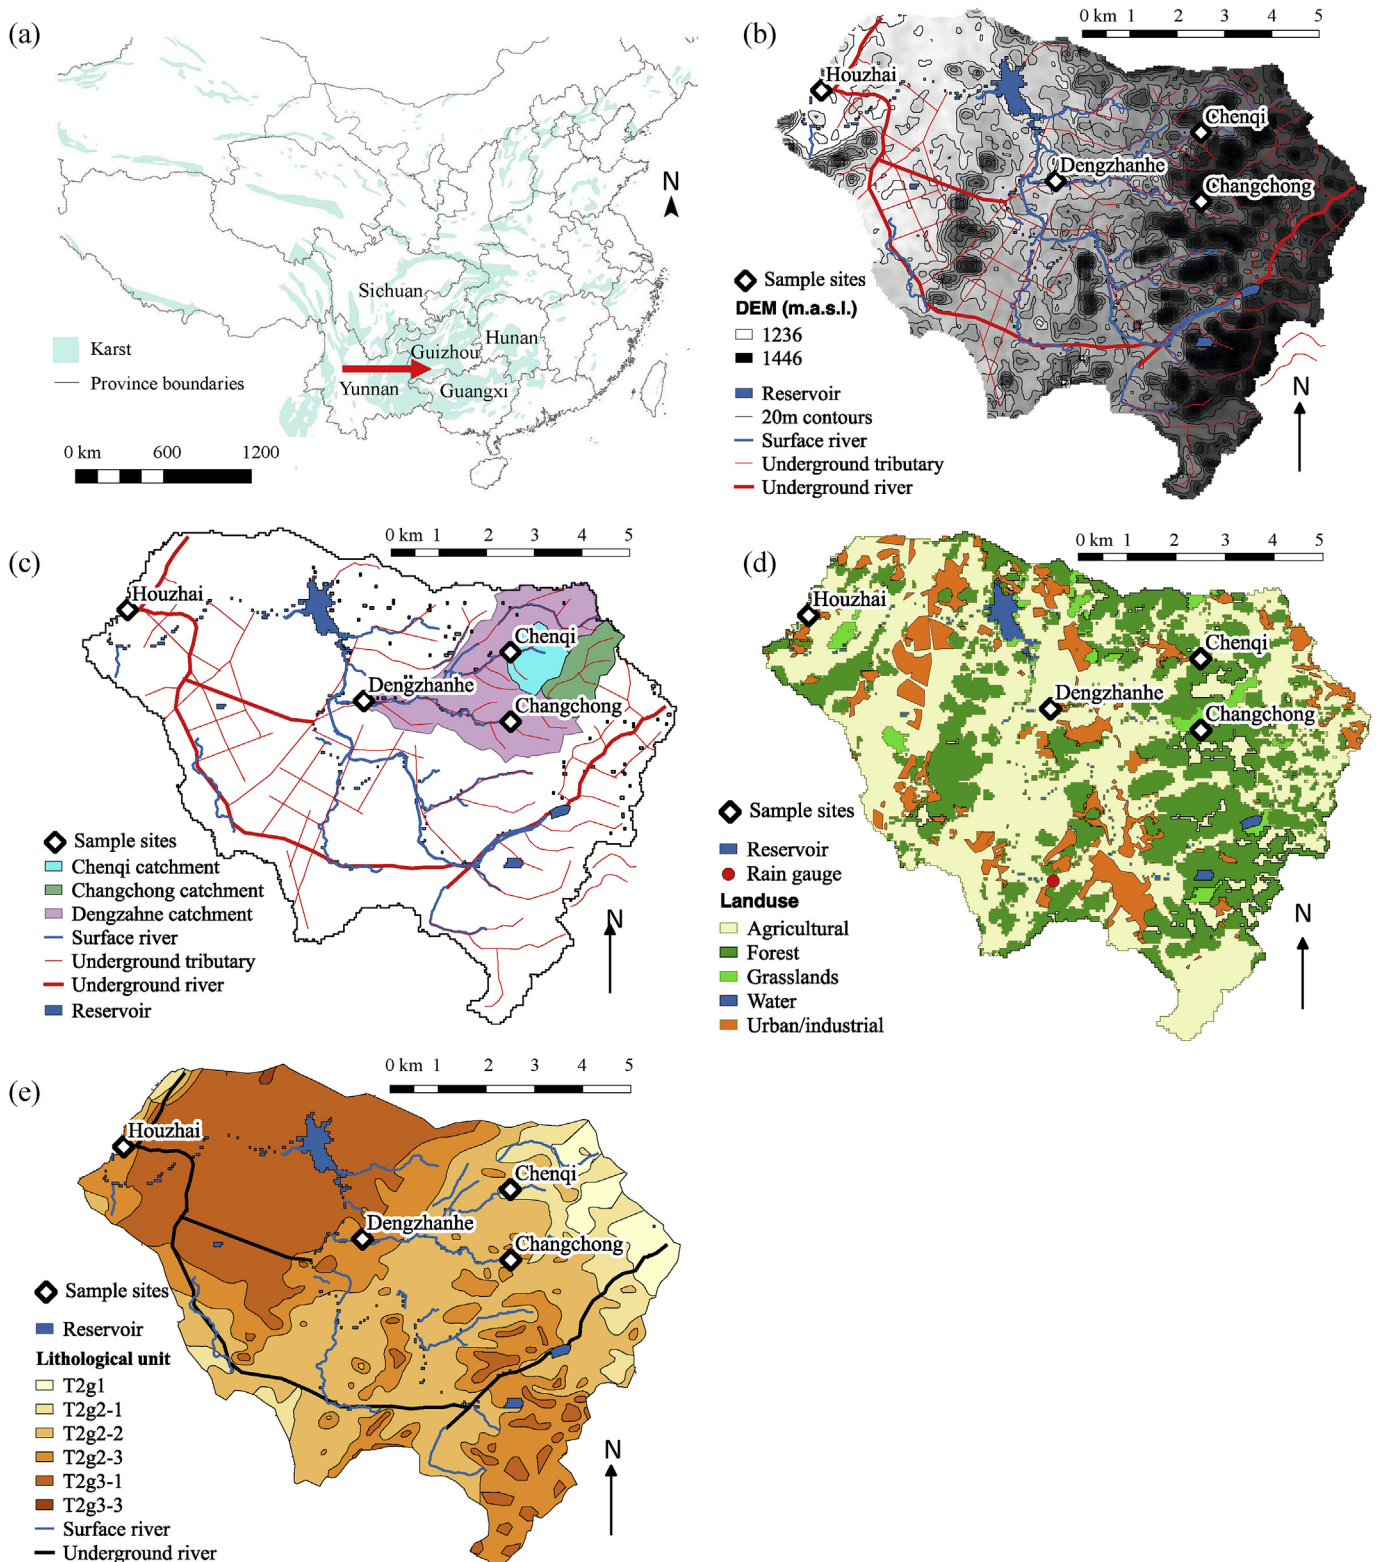 (a)
N
Sichuan
Hunan
Guizhou
Yunnan
Guangxi
Karst
Province boundaries
0 km 600 1200
(b)
0 km 1 2 3 4 5
Houzhai
Chenqi
Dengzhanhe
Changchong
Sample sites
DEM (m.a.s.l.)
1236
1446
Reservoir
20m contours
Surface river
Underground tributary
Underground river
N
(c)
0 km 1 2 3 4 5
Houzhai
Chenqi
Dengzhanhe
Changchong
Sample sites
Chenqi catchment
Changchong catchment
Dengzahne catchment
Surface river
Underground tributary
Underground river
Reservoir
N
(d)
0 km 1 2 3 4 5
Houzhai
Chenqi
Dengzhanhe
Changchong
Sample sites
Reservoir
Rain gauge
Landuse
Agricultural
Forest
Grasslands
Water
Urban/industrial
N
(e)
0 km 1 2 3 4 5
Houzhai
Chenqi
Dengzhanhe
Changchong
Sample sites
Reservoir
Lithological unit
T2g1
T2g2-1
T2g2-2
T2g2-3
T2g3-1
T2g3-3
Surface river
Underground river
N